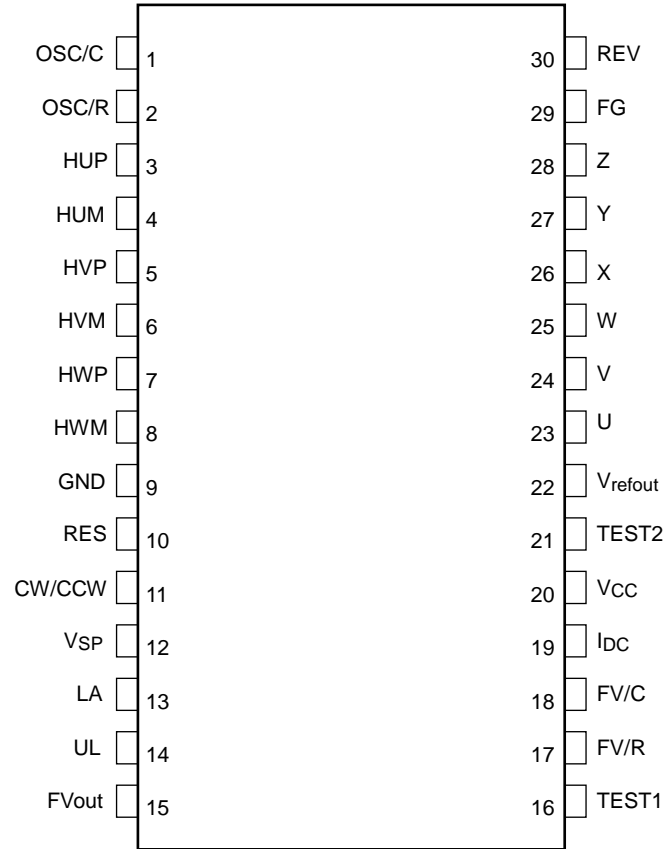 OSC/C 1 30 REV
OSC/R 2 29 FG
HUP 3 28 Z
HUM 4 27 Y
HVP 5 26 X
HVM 6 25 W
HWP 7 24 V
HWM 8 23 U
GND 9 22 Vrefout
RES 10 21 TEST2
CW/CCW 11 20 VCC
VSP 12 19 IDC
LA 13 18 FV/C
UL 14 17 FV/R
FVout 15 16 TEST1